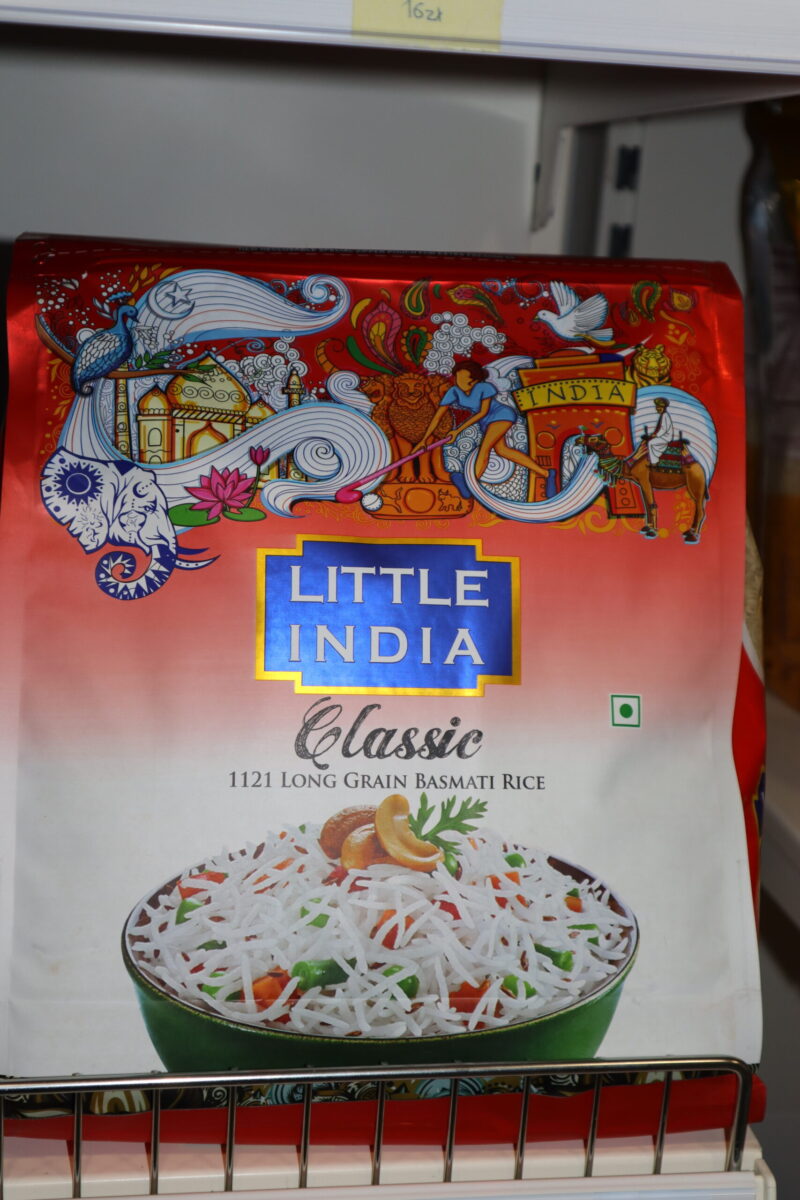 16zł
INDIA
LITTLE
INDIA
Classic
1121 LONG GRAIN BASMATI RICE